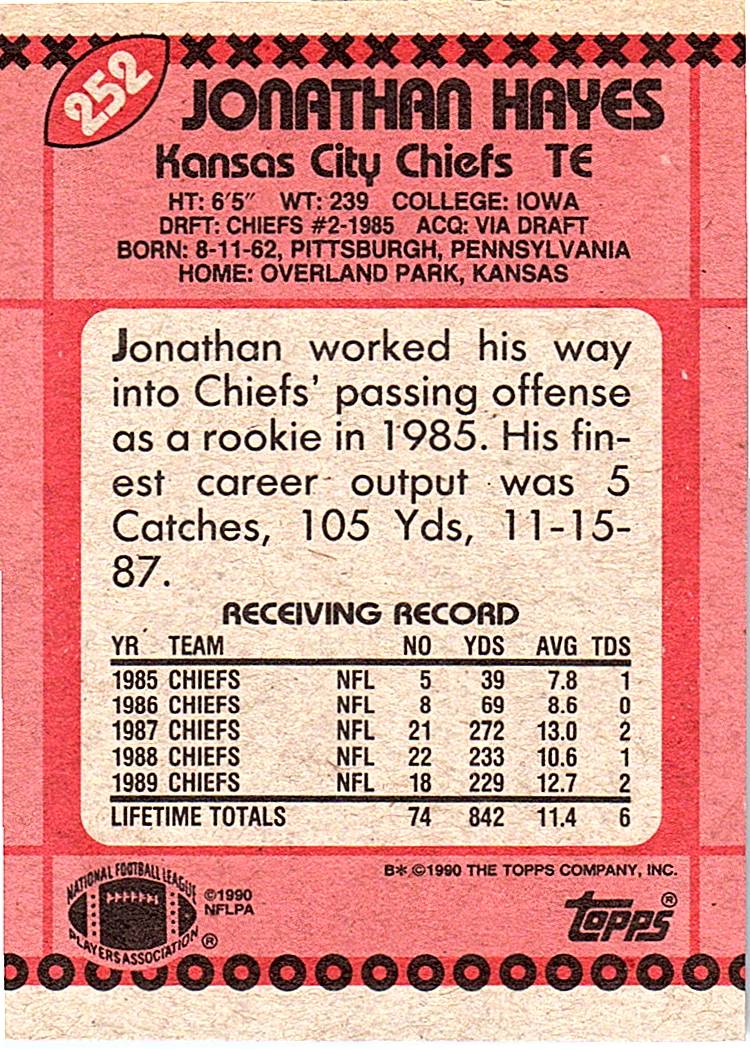 252
JONATHAN HAYES
Kansas City Chiefs TE
HT: 6'5" WT: 239 COLLEGE: IOWA
DRFT: CHIEFS #2-1985 ACQ: VIA DRAFT
BORN: 8-11-62, PITTSBURGH, PENNSYLVANIA
HOME: OVERLAND PARK, KANSAS
Jonathan worked his way
into Chiefs' passing offense
as a rookie in 1985. His fin-
est career output was 5
Catches, 105 Yds, 11-15-
87.
RECEIVING RECORD
YR TEAM NO YDS AVG TDS
1985 CHIEFS NFL 5 39 7.8 1
1986 CHIEFS NFL 8 69 8.6 0
1987 CHIEFS NFL 21 272 13.0 2
1988 CHIEFS NFL 22 233 10.6 1
1989 CHIEFS NFL 18 229 12.7 2
LIFETIME TOTALS 74 842 11.4 6
B* ©1990 THE TOPPS COMPANY, INC.
NATIONAL FOOTBALL LEAGUE
PLAYERS ASSOCIATION ®
©1990
NFLPA
TOPPS ®